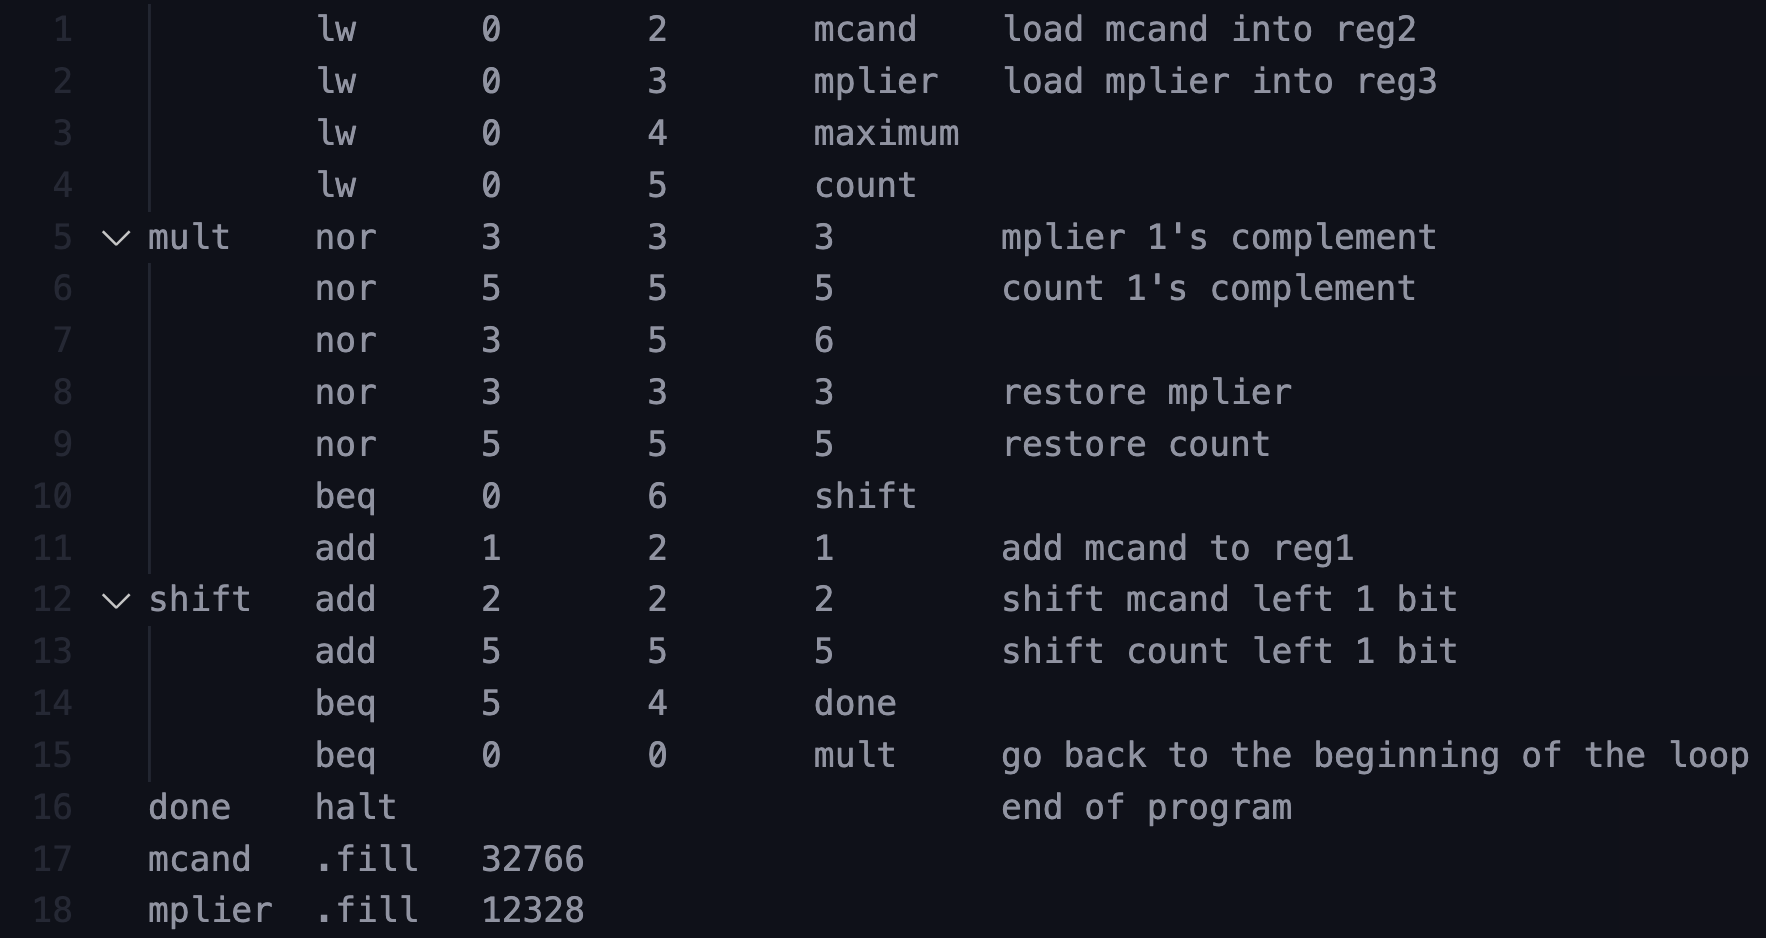 1 lw 0 2 mcand load mcand into reg2
2 lw 0 3 mplier load mplier into reg3
3 lw 0 4 maximum
4 lw 0 5 count
5 mult nor 3 3 3 mplier 1's complement
6 nor 5 5 5 count 1's complement
7 nor 3 5 6
8 nor 3 3 3 restore mplier
9 nor 5 5 5 restore count
10 beq 0 6 shift
11 add 1 2 1 add mcand to reg1
12 shift add 2 2 2 shift mcand left 1 bit
13 add 5 5 5 shift count left 1 bit
14 beq 5 4 done
15 beq 0 0 mult go back to the beginning of the loop
16 done halt end of program
17 mcand .fill 32766
18 mplier .fill 12328